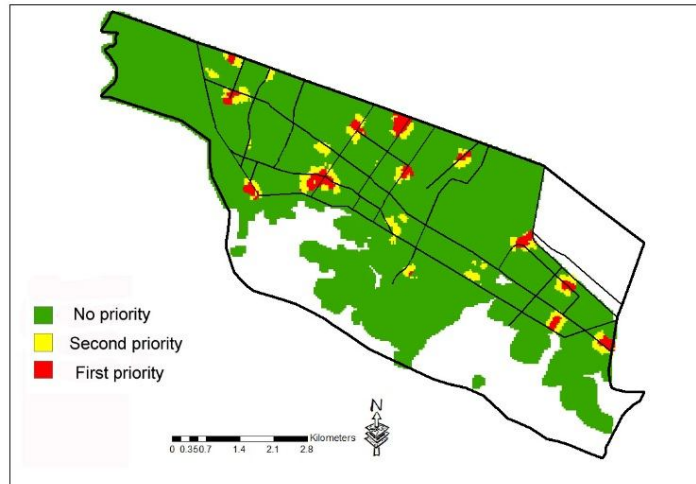 No priority
Second priority
First priority
N
Kilometers
0 0.350.7 1.4 2.1 2.8